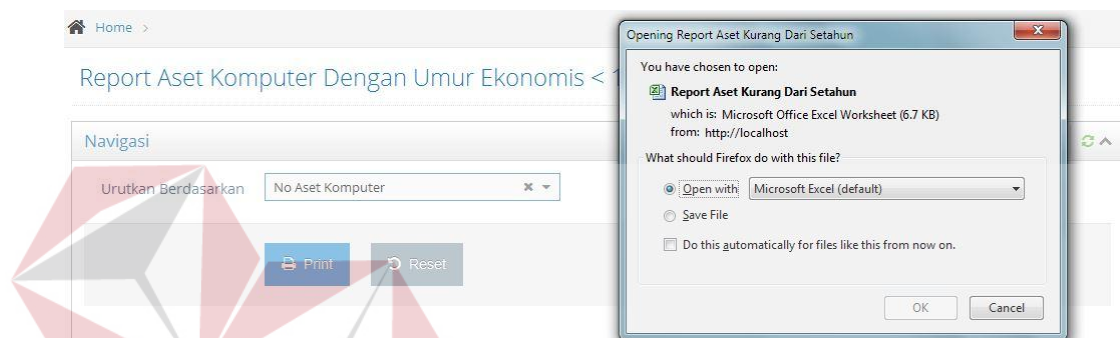 Home >
Report Aset Komputer Dengan Umur Ekonomis <
Navigasi
Urutkan Berdasarkan
No Aset Komputer
Print
Reset
Opening Report Aset Kurang Dari Setahun
You have chosen to open:
Report Aset Kurang Dari Setahun
which is: Microsoft Office Excel Worksheet (6.7 KB)
from: http://localhost
What should Firefox do with this file?
Open with
Microsoft Excel (default)
Save File
Do this automatically for files like this from now on.
OK
Cancel